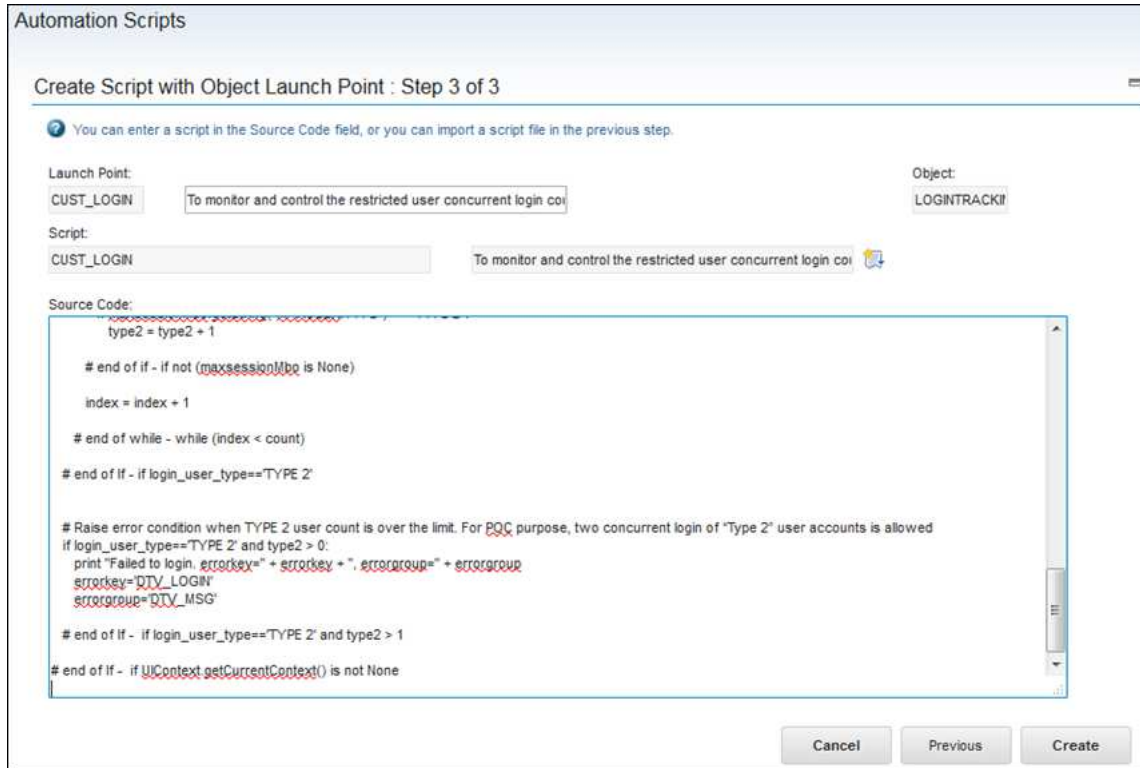 Automation Scripts
Create Script with Object Launch Point : Step 3 of 3
You can enter a script in the Source Code field, or you can import a script file in the previous step.
Launch Point:
Object:
CUST_LOGIN
To monitor and control the restricted user concurrent login cou
LOGINTRACKIN
Script:
CUST_LOGIN
To monitor and control the restricted user concurrent login cou
Source Code:
type2 = type2 + 1
# end of if - if not (maxsessionMbo is None)
index = index + 1
# end of while - while (index < count)
# end of If - if login_user_type=='TYPE 2'
# Raise error condition when TYPE 2 user count is over the limit. For PQC purpose, two concurrent login of "Type 2" user accounts is allowed
if login_user_type=='TYPE 2' and type2 > 0:
print "Failed to login. errorkey=" + errorkey + ", errorgroup=" + errorgroup
errorkey='DTV_LOGIN'
errorgroup='DTV_MSG'
# end of If - if login_user_type=='TYPE 2' and type2 > 1
# end of If - if UIContext.getCurrentContext() is not None
Cancel
Previous
Create